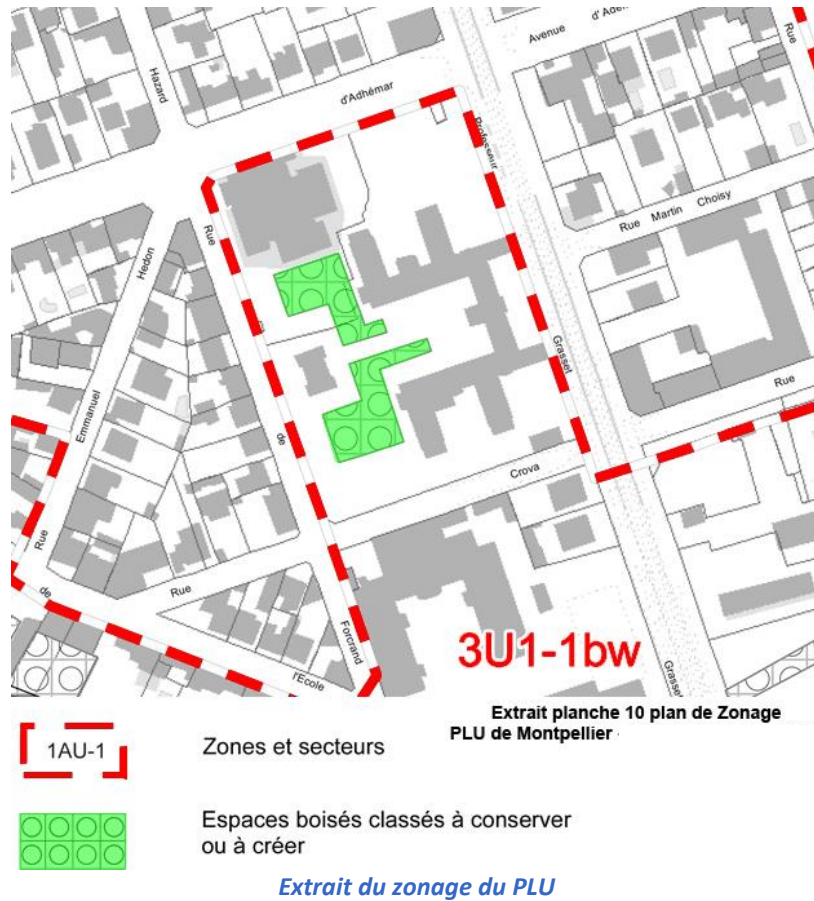 Avenue d'Adhé
Hazard
d'Adhémar
Rue
Professeur
Rue Martin Choisy
Rue
Hedon
Emmanuel
Grasset
Rue
de
Crova
Rue
Rue
de
Forcrand
l'Ecole
3U1-1bw
Grasset
Extrait planche 10 plan de Zonage
PLU de Montpellier
1AU-1
Zones et secteurs
Espaces boisés classés à conserver
ou à créer
Extrait du zonage du PLU